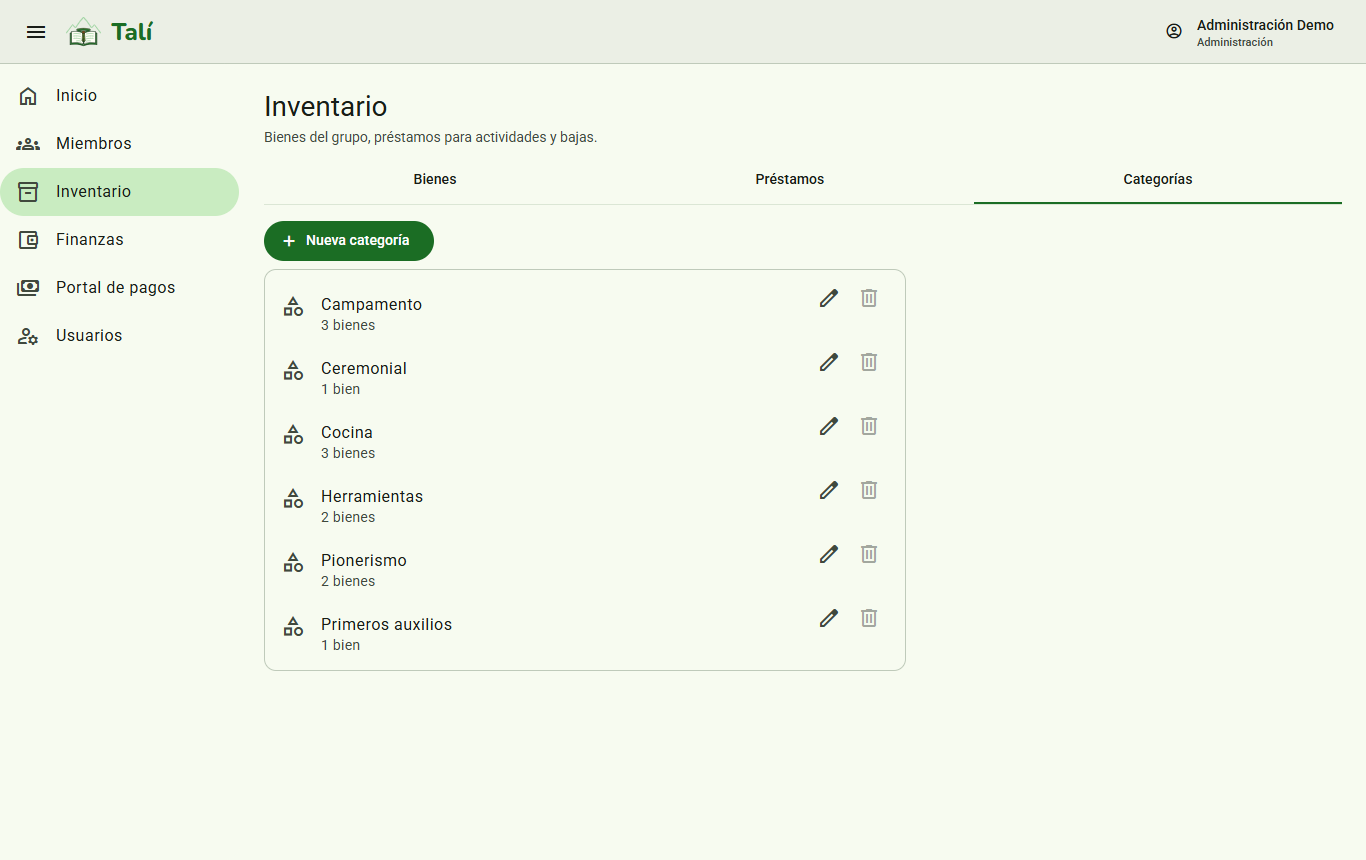 Talí
Administración Demo
Administración
Inicio
Miembros
Inventario
Finanzas
Portal de pagos
Usuarios
Inventario
Bienes del grupo, préstamos para actividades y bajas.
Bienes
Préstamos
Categorías
Nueva categoría
Campamento
3 bienes
Ceremonial
1 bien
Cocina
3 bienes
Herramientas
2 bienes
Pionerismo
2 bienes
Primeros auxilios
1 bien